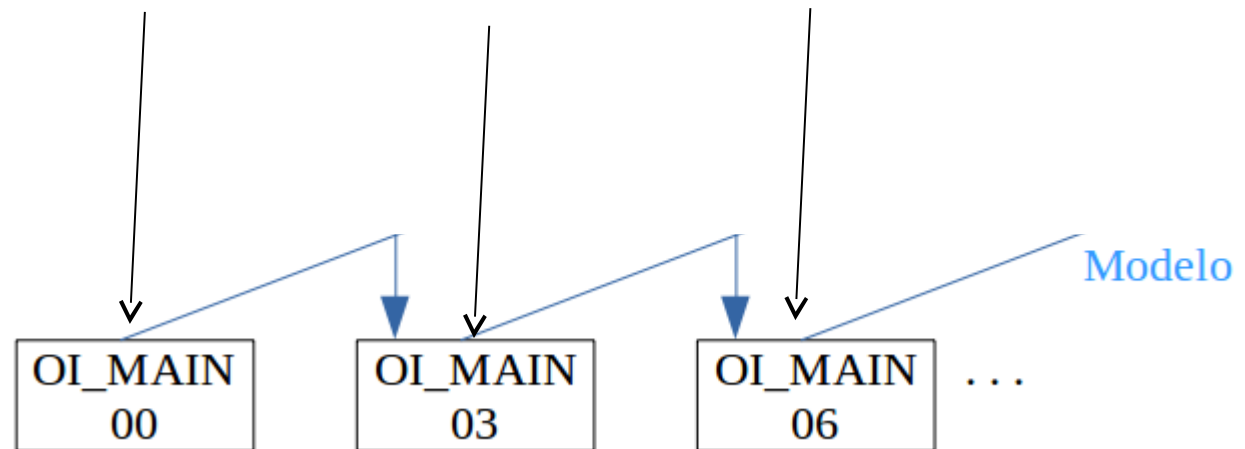 Modelo
OI_MAIN
00
OI_MAIN
03
OI_MAIN
06
. . .